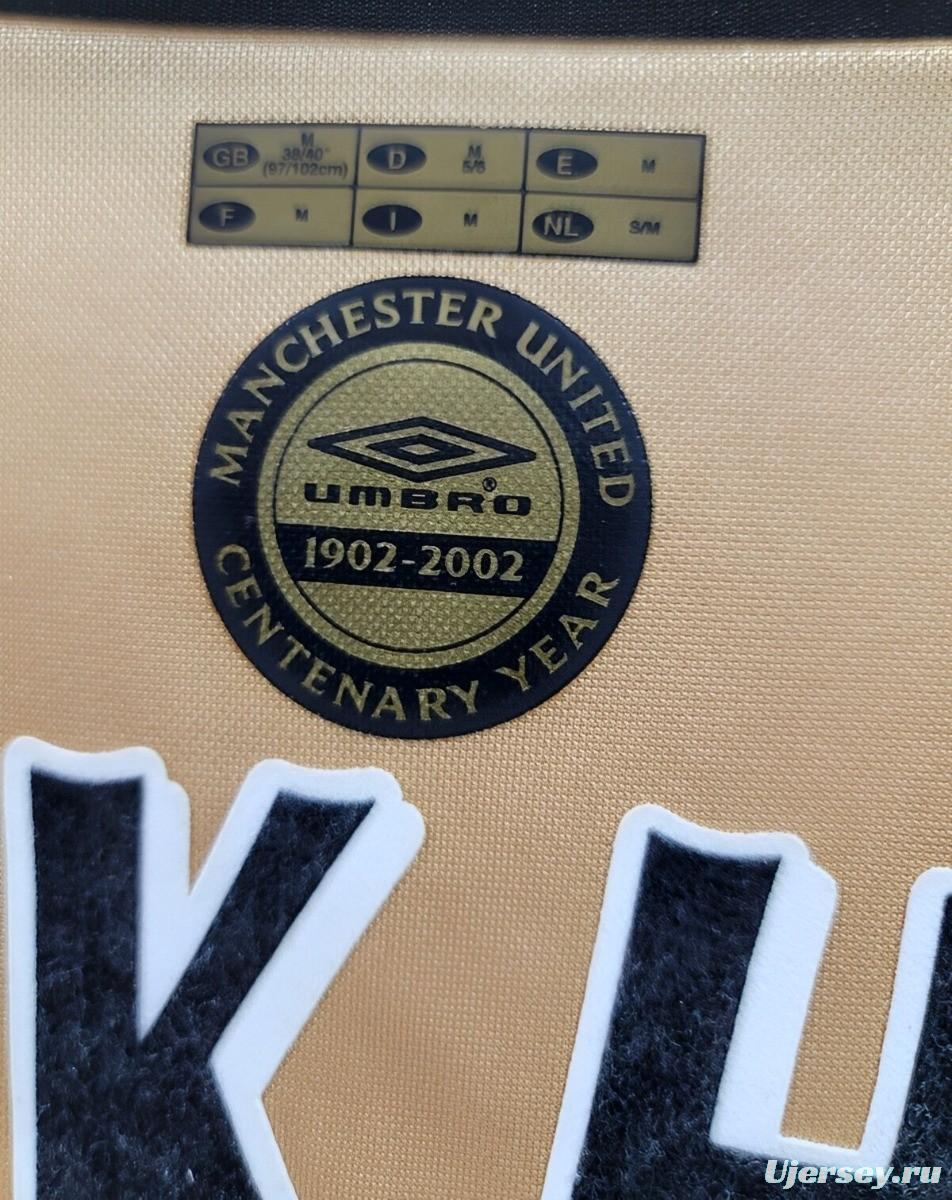 GB M 38/40" (97/102cm) D M 5/6 E M
F M I M NL S/M
MANCHESTER UNITED
UMBRO®
1902-2002
CENTENARY YEAR
K
Ujersey.ru